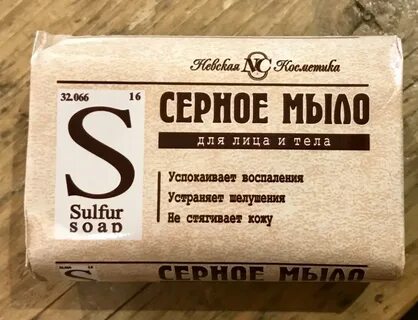 Невская НС Косметика
32.066 16
S
Sulfur
soap
СЕРНОЕ МЫЛО
для лица и тела
Успокаивает воспаления
Устраняет шелушения
Не стягивает кожу
СЕРНОЕ МЫЛО